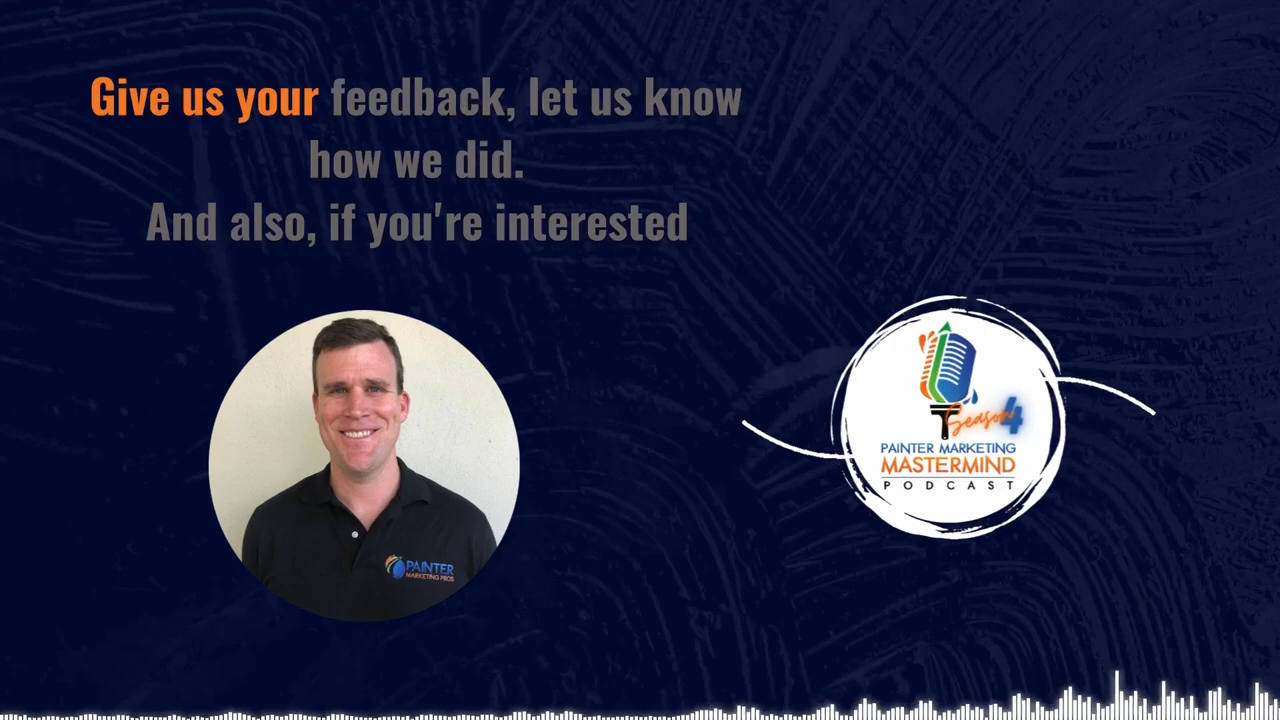 Give us your feedback, let us know
how we did.
And also, if you're interested
Season 4
PAINTER MARKETING
MASTERMIND
PODCAST
PAINTER
MARKETING PROS